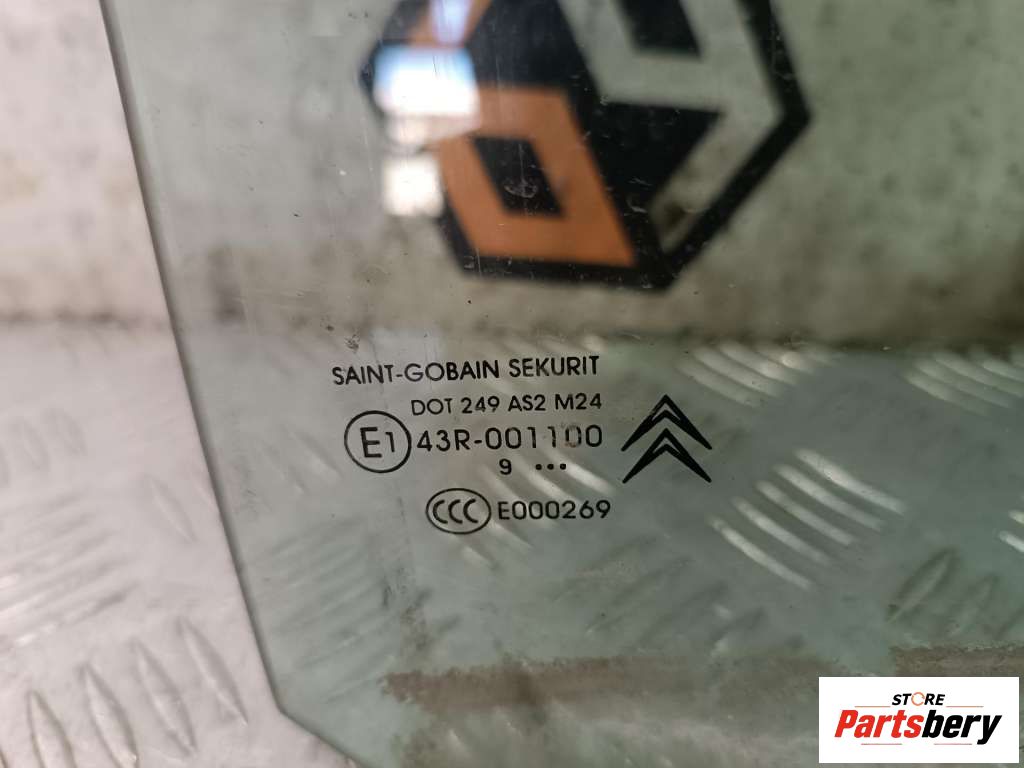 SAINT-GOBAIN SEKURIT
DOT 249 AS2 M24
E1 43R-001100
9 •••
CCC E000269
STORE
Partsbery